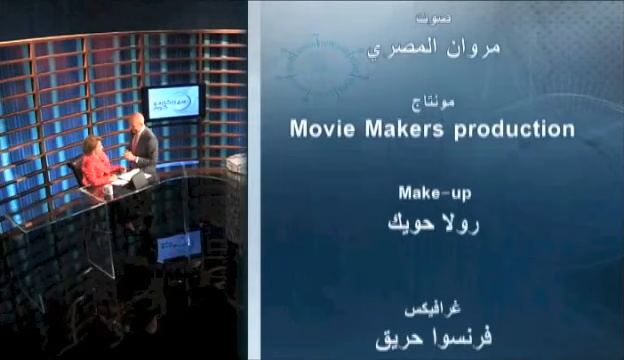 صوت
مروان المصري
مونتاج
Movie Makers production
Make-up
رولا حويك
غرافيكس
فرنسوا حريق